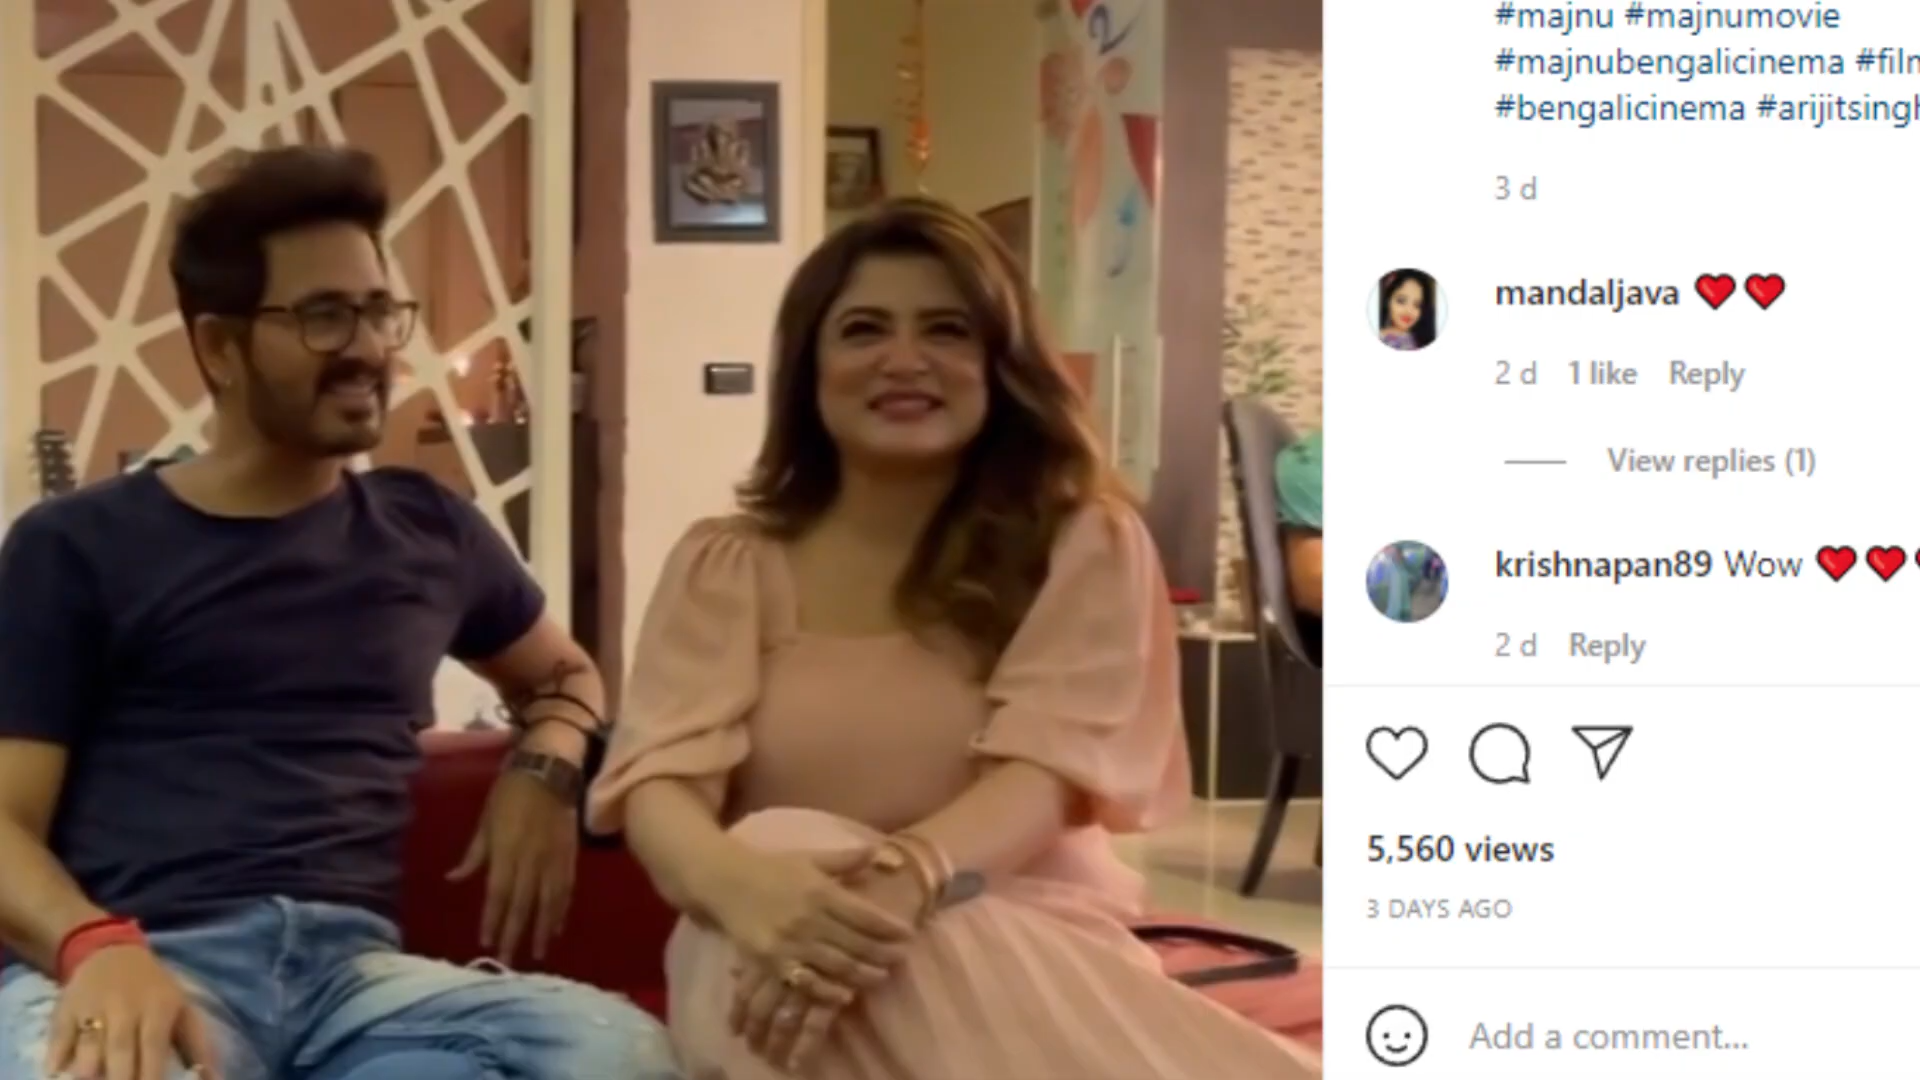 #majnu #majnumovie
#majnubengalicinema
#bengalicinema
3 d
mandaljava ❤️❤️
2 d 1 like Reply
View replies (1)
krishnapan89 Wow ❤️❤️
2 d Reply
5,560 views
3 DAYS AGO
Add a comment...